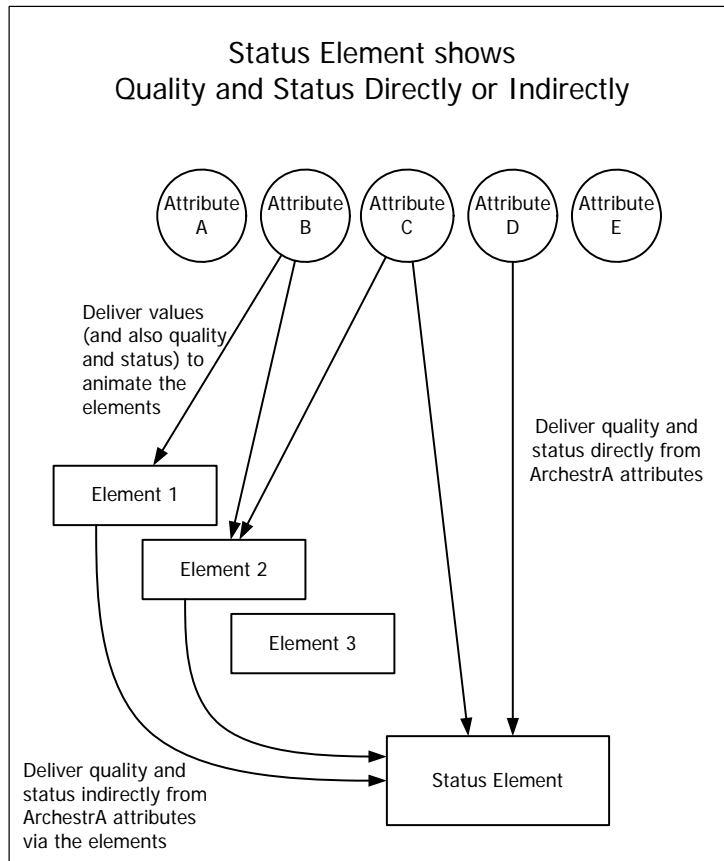 Status Element shows
Quality and Status Directly or Indirectly
Attribute
A
Attribute
B
Attribute
C
Attribute
D
Attribute
E
Deliver values
(and also quality
and status) to
animate the
elements
Deliver quality and
status directly from
ArchestrA attributes
Element 1
Element 2
Element 3
Status Element
Deliver quality and
status indirectly from
ArchestrA attributes
via the elements